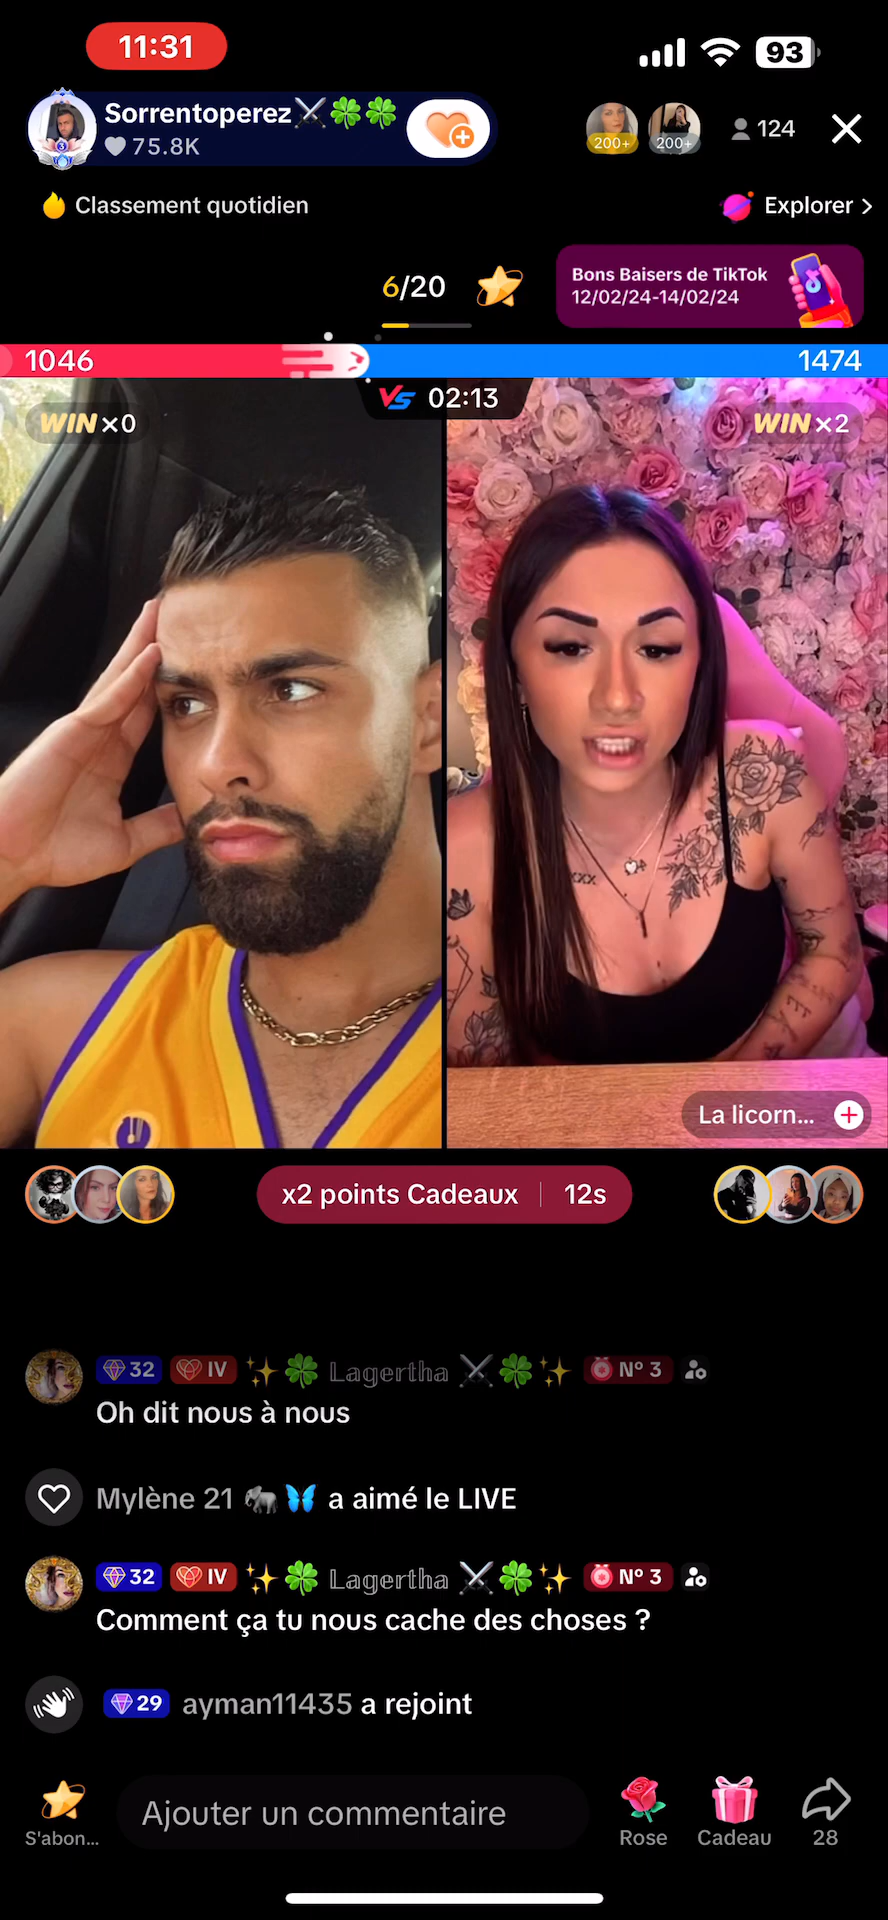 11:31
93
Sorrentoperez⚔️🍀🍀
75.8K
200+
200+
124
Classement quotidien
Explorer >
6/20
Bons Baisers de TikTok
12/02/24-14/02/24
1046
1474
VS 02:13
WIN x0
WIN x2
xxx
La licorn...
x2 points Cadeaux | 12s
32 IV ✨🍀 Lagertha ⚔️🍀✨ N° 3
Oh dit nous à nous
Mylène 21 🐘🦋 a aimé le LIVE
32 IV ✨🍀 Lagertha ⚔️🍀✨ N° 3
Comment ça tu nous cache des choses ?
29 ayman11435 a rejoint
Ajouter un commentaire
S'abon...
Rose
Cadeau
28